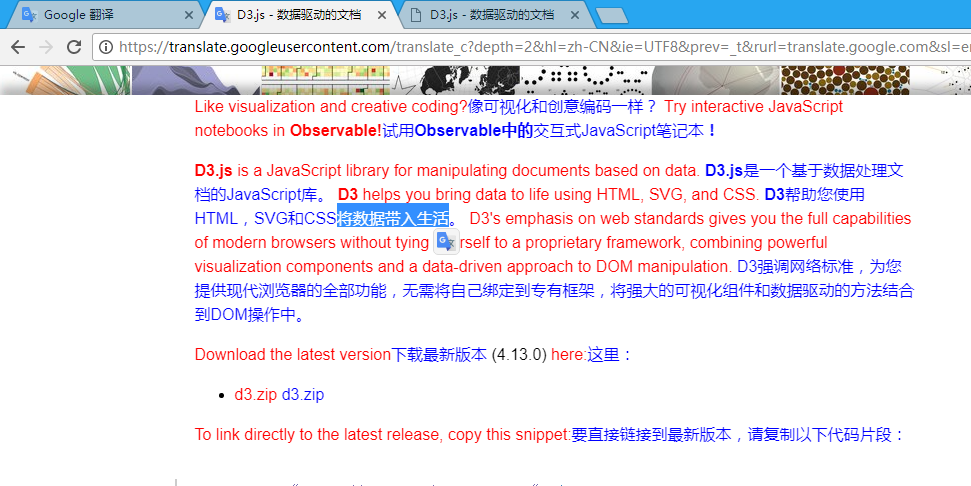 Google 翻译
D3.js - 数据驱动的文档
D3.js - 数据驱动的文档
https://translate.googleusercontent.com/translate_c?depth=2&hl=zh-CN&ie=UTF8&prev=_t&rurl=translate.google.com&sl=e
Like visualization and creative coding?像可视化和创意编码一样？ Try interactive JavaScript
notebooks in Observable!试用Observable中的交互式JavaScript笔记本！
D3.js is a JavaScript library for manipulating documents based on data. D3.js是一个基于数据处理文
档的JavaScript库。 D3 helps you bring data to life using HTML, SVG, and CSS. D3帮助您使用
HTML，SVG和CSS将数据带入生活。 D3's emphasis on web standards gives you the full capabilities
of modern browsers without tying rself to a proprietary framework, combining powerful
visualization components and a data-driven approach to DOM manipulation. D3强调网络标准，为您
提供现代浏览器的全部功能，无需将自己绑定到专有框架，将强大的可视化组件和数据驱动的方法结合
到DOM操作中。
Download the latest version下载最新版本 (4.13.0) here:这里：
• d3.zip d3.zip
To link directly to the latest release, copy this snippet:要直接链接到最新版本，请复制以下代码片段：